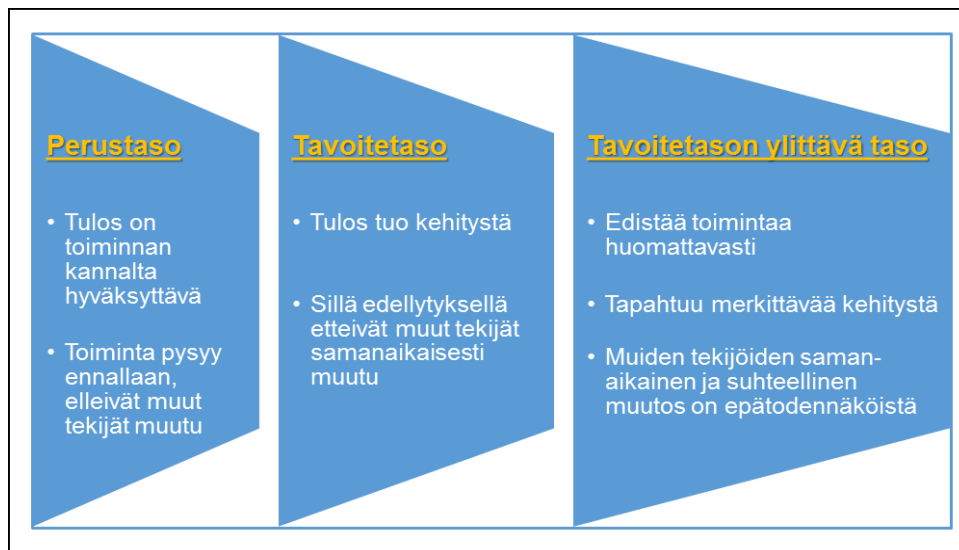 Perustaso
• Tulos on
toiminnan
kannalta
hyväksyttävä
• Toiminta pysyy
ennallaan,
elleivät muut
tekijät muutu
Tavoitetaso
• Tulos tuo kehitystä
• Sillä edellytyksellä
etteivät muut tekijät
samanaikaisesti
muutu
Tavoitetason ylittävä taso
• Edistää toimintaa
huomattavasti
• Tapahtuu merkittävää kehitystä
• Muiden tekijöiden saman-
aikainen ja suhteellinen
muutos on epätodennäköistä